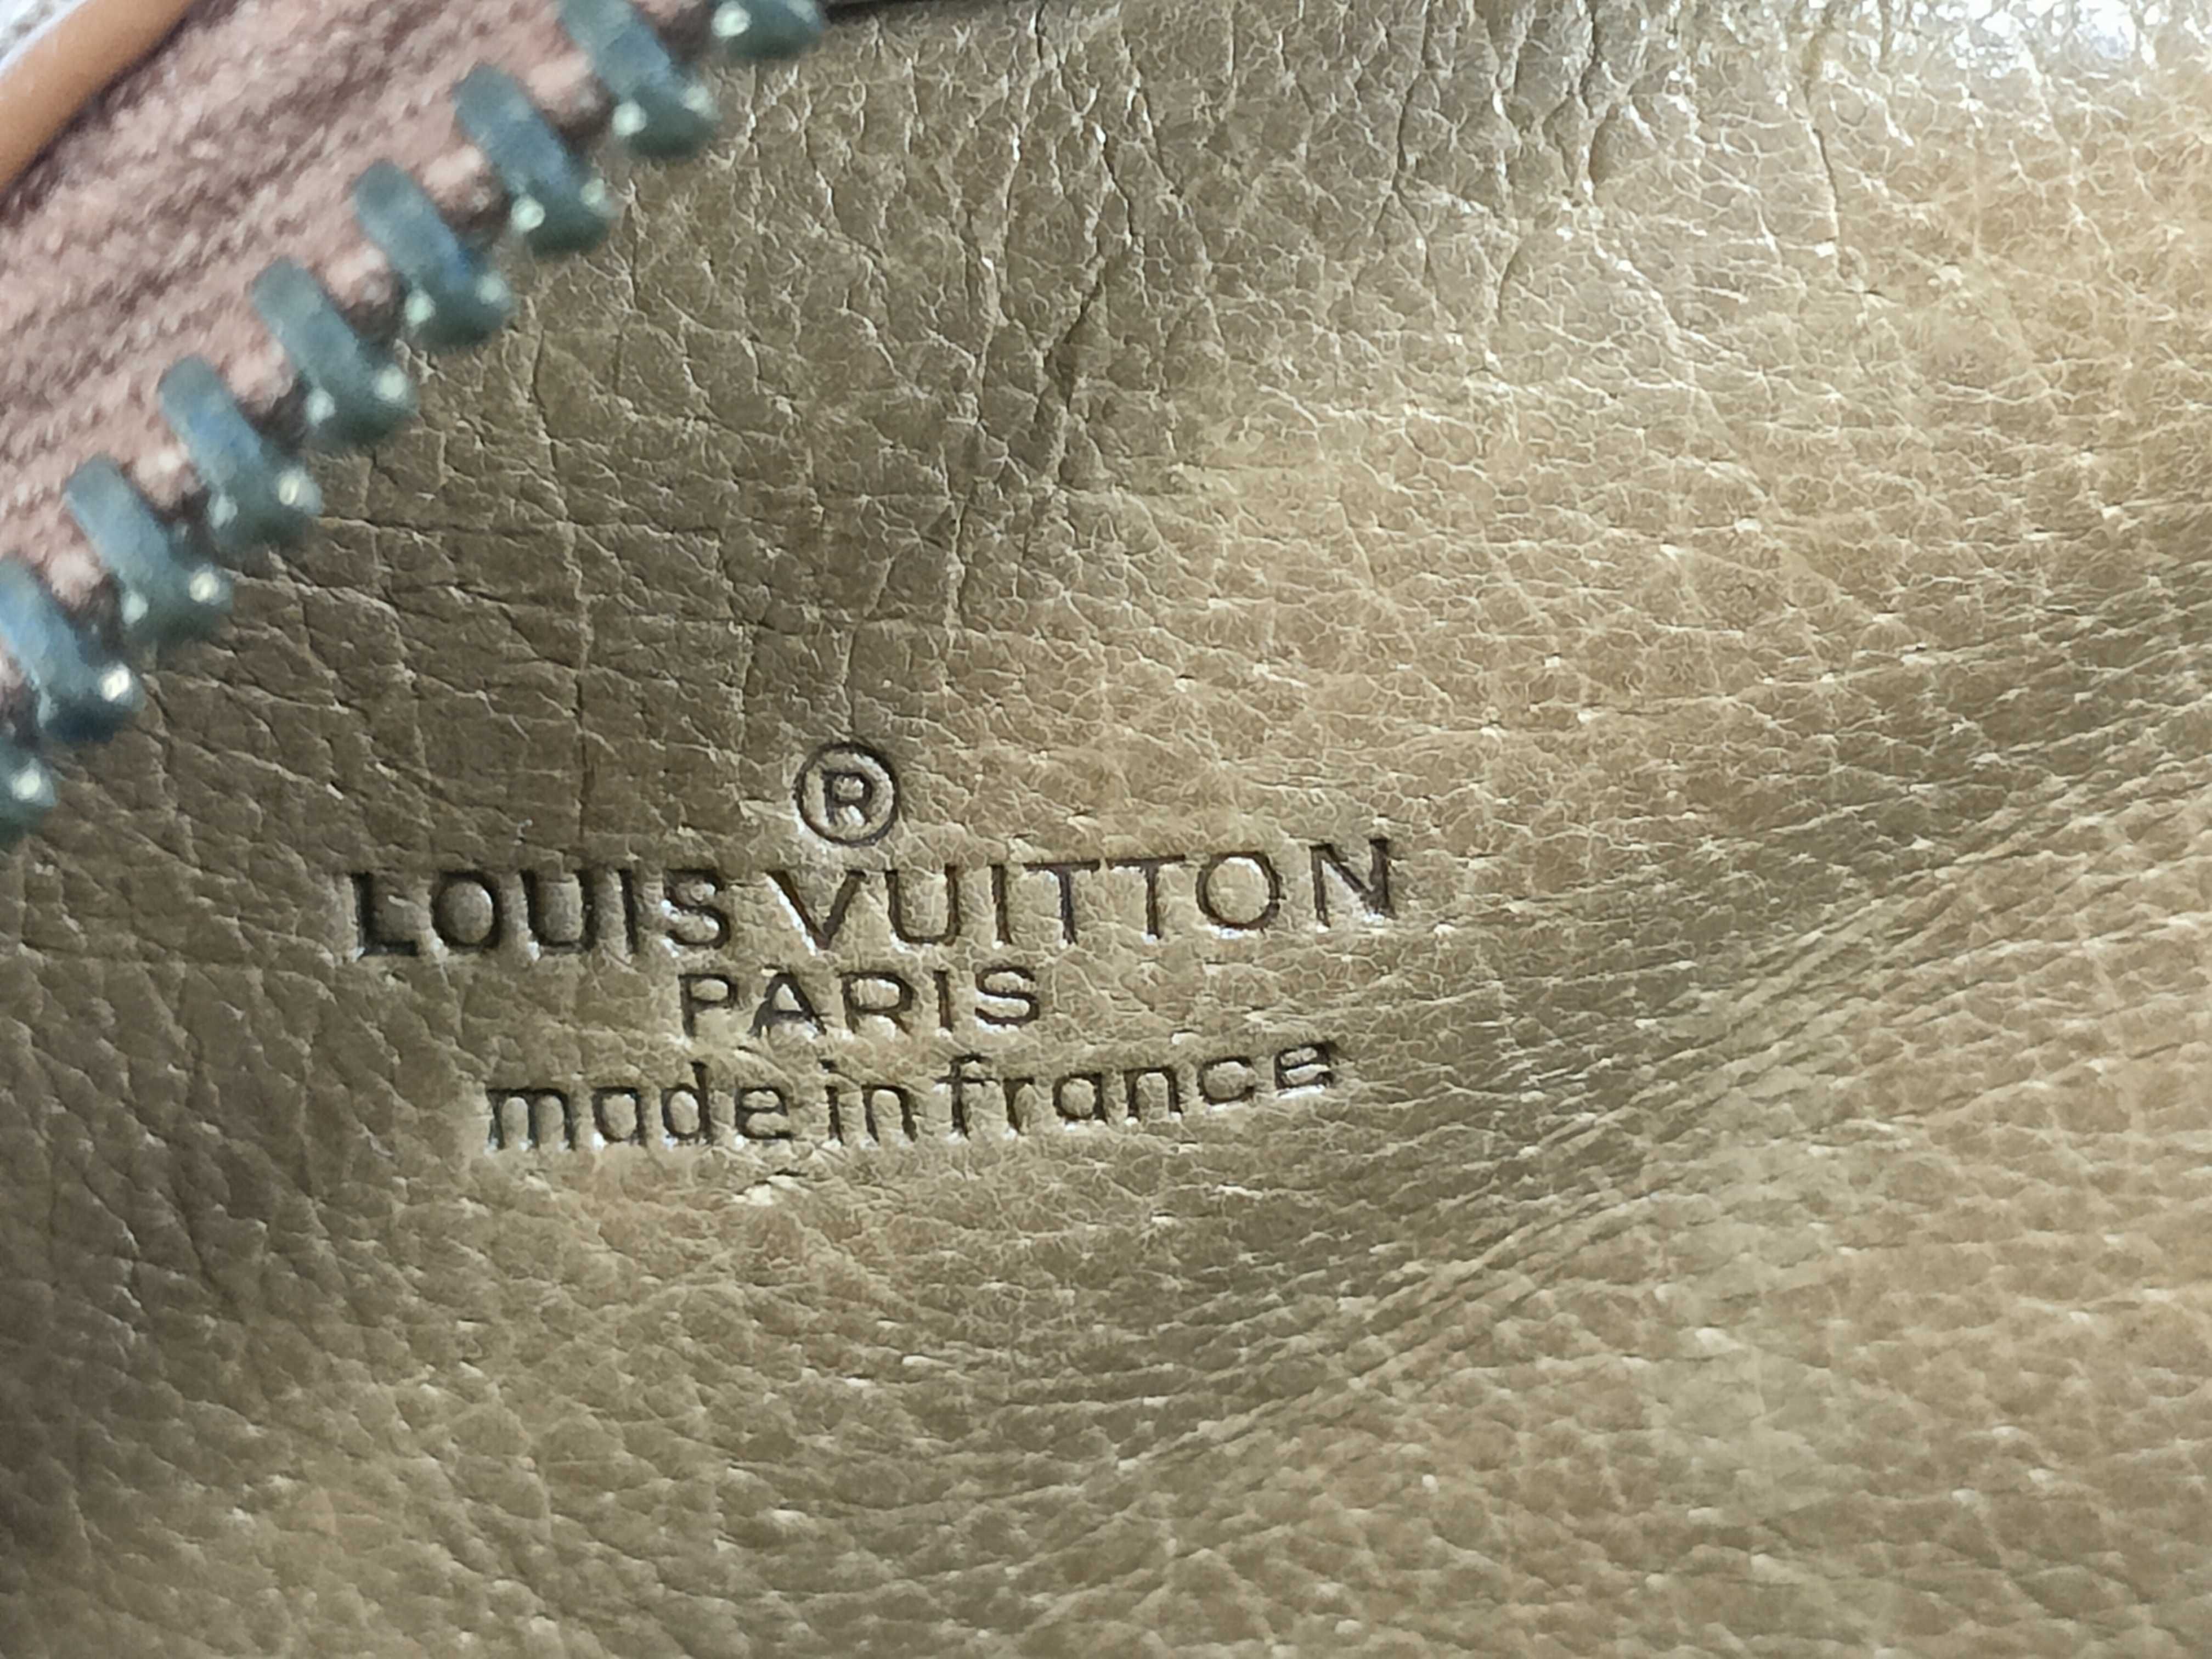 ®
LOUIS VUITTON
PARIS
made in france